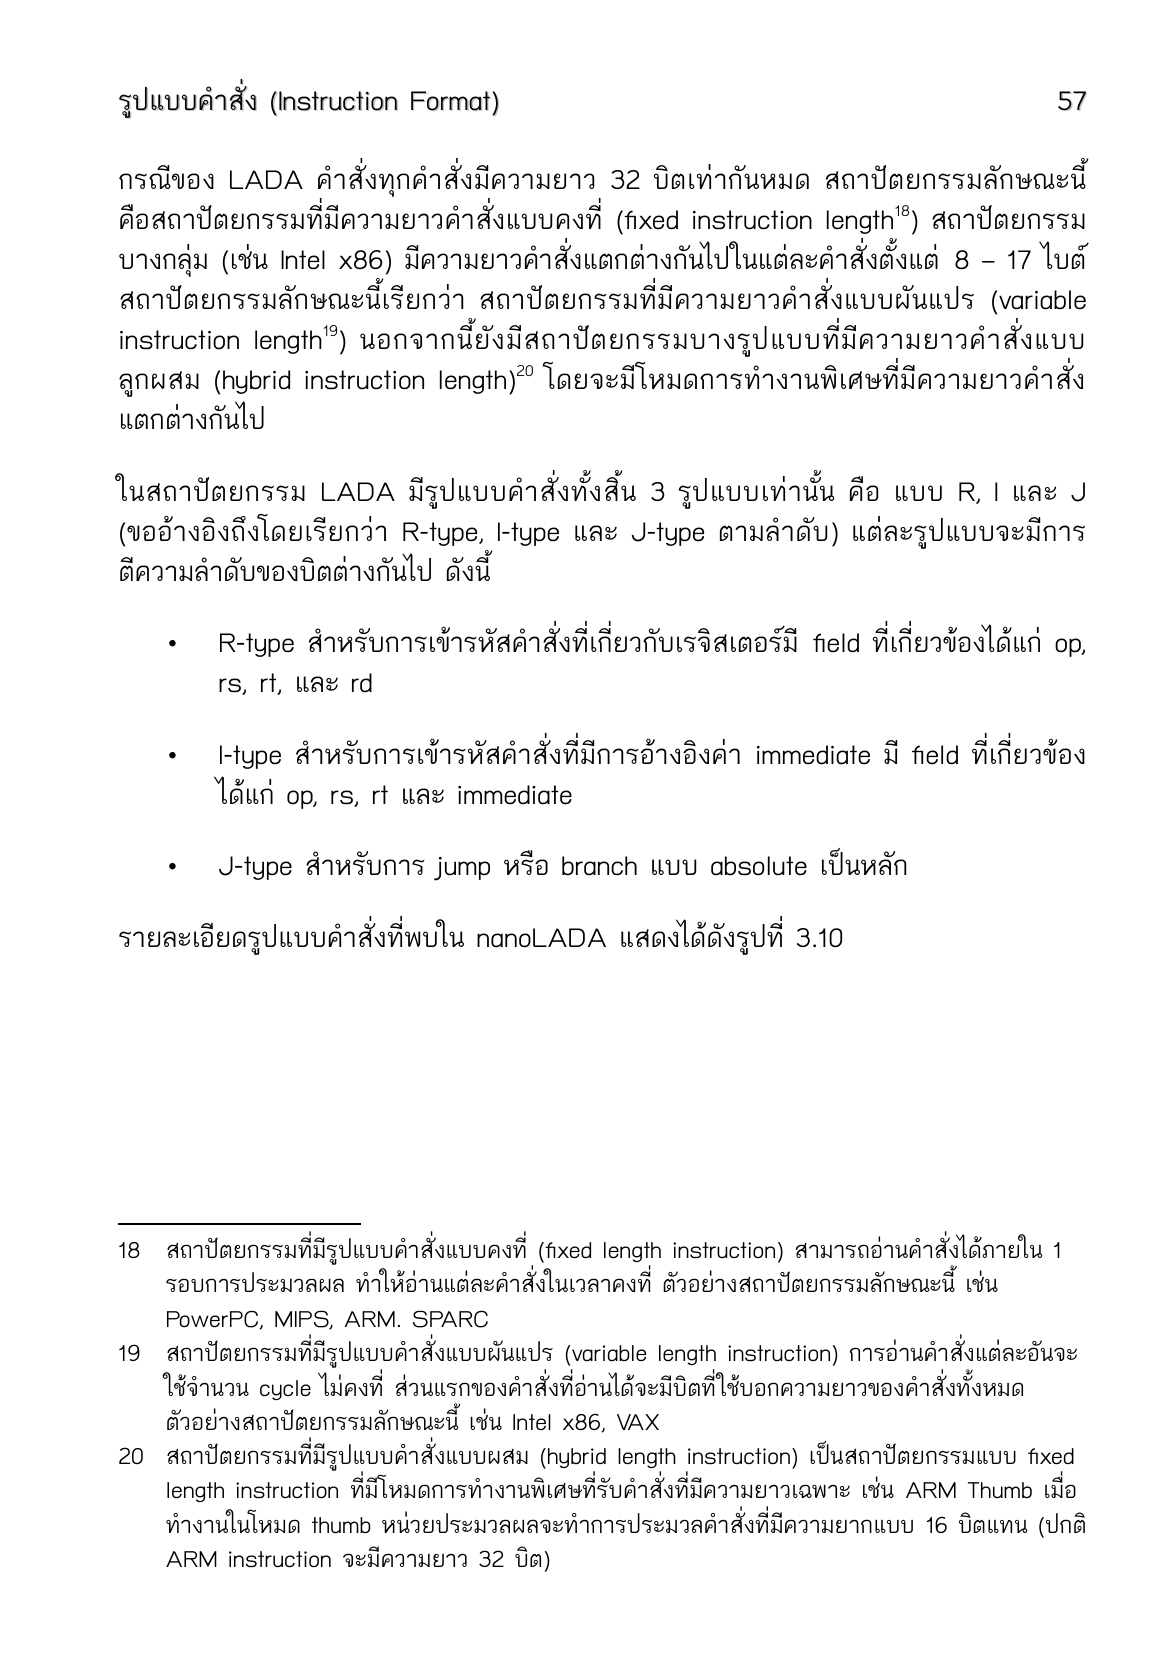 รูปแบบคำสั่ง (Instruction Format) 57
กรณีของ LADA คำสั่งทุกคำสั่งมีความยาว 32 บิตเท่ากันหมด สถาปัตยกรรมลักษณะนี้
คือสถาปัตยกรรมที่มีความยาวคำสั่งแบบคงที่ (fixed instruction length18) สถาปัตยกรรม
บางกลุ่ม (เช่น Intel x86) มีความยาวคำสั่งแตกต่างกันไปในแต่ละคำสั่งตั้งแต่ 8 – 17 ไบต์
สถาปัตยกรรมลักษณะนี้เรียกว่า สถาปัตยกรรมที่มีความยาวคำสั่งแบบผันแปร (variable
instruction length19) นอกจากนี้ยังมีสถาปัตยกรรมบางรูปแบบที่มีความยาวคำสั่งแบบ
ลูกผสม (hybrid instruction length)20 โดยจะมีโหมดการทำงานพิเศษที่มีความยาวคำสั่ง
แตกต่างกันไป
ในสถาปัตยกรรม LADA มีรูปแบบคำสั่งทั้งสิ้น 3 รูปแบบเท่านั้น คือ แบบ R, I และ J
(ขออ้างอิงถึงโดยเรียกว่า R-type, I-type และ J-type ตามลำดับ) แต่ละรูปแบบจะมีการ
ตีความลำดับของบิตต่างกันไป ดังนี้
• R-type สำหรับการเข้ารหัสคำสั่งที่เกี่ยวกับเรจิสเตอร์มี field ที่เกี่ยวข้องได้แก่ op,
rs, rt, และ rd
• I-type สำหรับการเข้ารหัสคำสั่งที่มีการอ้างอิงค่า immediate มี field ที่เกี่ยวข้อง
ได้แก่ op, rs, rt และ immediate
• J-type สำหรับการ jump หรือ branch แบบ absolute เป็นหลัก
รายละเอียดรูปแบบคำสั่งที่พบใน nanoLADA แสดงได้ดังรูปที่ 3.10
18 สถาปัตยกรรมที่มีรูปแบบคำสั่งแบบคงที่ (fixed length instruction) สามารถอ่านคำสั่งได้ภายใน 1
รอบการประมวลผล ทำให้อ่านแต่ละคำสั่งในเวลาคงที่ ตัวอย่างสถาปัตยกรรมลักษณะนี้ เช่น
PowerPC, MIPS, ARM. SPARC
19 สถาปัตยกรรมที่มีรูปแบบคำสั่งแบบผันแปร (variable length instruction) การอ่านคำสั่งแต่ละอันจะ
ใช้จำนวน cycle ไม่คงที่ ส่วนแรกของคำสั่งที่อ่านได้จะมีบิตที่ใช้บอกความยาวของคำสั่งทั้งหมด
ตัวอย่างสถาปัตยกรรมลักษณะนี้ เช่น Intel x86, VAX
20 สถาปัตยกรรมที่มีรูปแบบคำสั่งแบบผสม (hybrid length instruction) เป็นสถาปัตยกรรมแบบ fixed
length instruction ที่มีโหมดการทำงานพิเศษที่รับคำสั่งที่มีความยาวเฉพาะ เช่น ARM Thumb เมื่อ
ทำงานในโหมด thumb หน่วยประมวลผลจะทำการประมวลคำสั่งที่มีความยากแบบ 16 บิตแทน (ปกติ
ARM instruction จะมีความยาว 32 บิต)